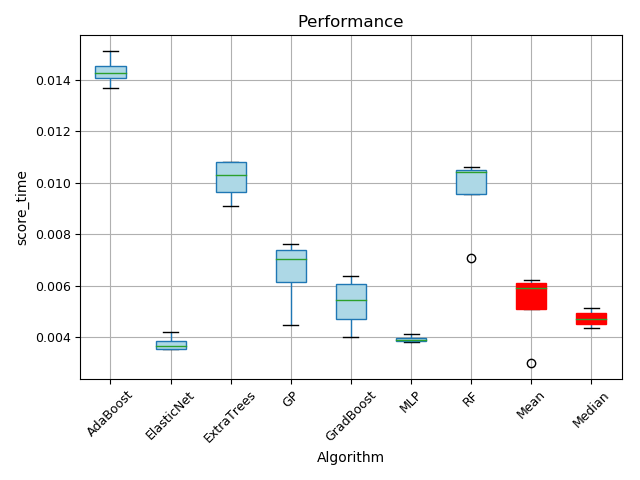 Performance
score_time
0.014
0.012
0.010
0.008
0.006
0.004
AdaBoost
ElasticNet
ExtraTrees
GP
GradBoost
MLP
RF
Mean
Median
Algorithm